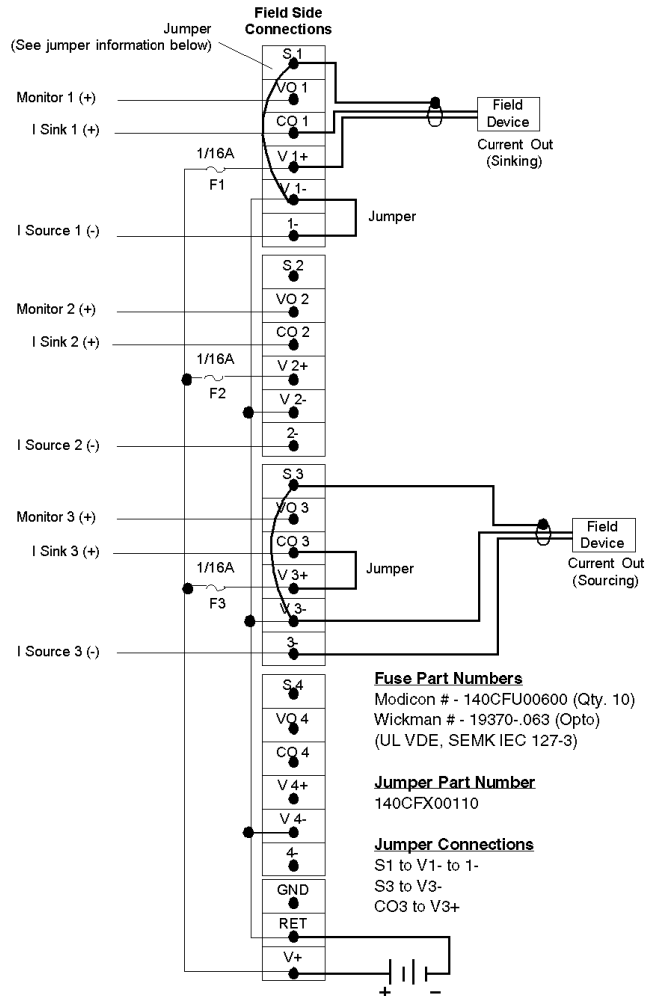 Field Side
Connections
Jumper
(See jumper information below)
S 1
Monitor 1 (+)
VO 1
Field
Device
I Sink 1 (+)
CO 1
Current Out
(Sinking)
1/16A
V 1+
F1
V 1-
Jumper
I Source 1 (-)
1-
S 2
Monitor 2 (+)
VO 2
I Sink 2 (+)
CO 2
1/16A
V 2+
F2
V 2-
I Source 2 (-)
2-
S 3
Monitor 3 (+)
VO 3
Field
Device
I Sink 3 (+)
CO 3
Current Out
(Sourcing)
1/16A
V 3+
Jumper
F3
V 3-
I Source 3 (-)
3-
S 4
VO 4
CO 4
V 4+
V 4-
4-
GND
RET
V+
+
−
Fuse Part Numbers
Modicon # - 140CFU00600 (Qty. 10)
Wickman # - 19370-.063 (Opto)
(UL VDE, SEMK IEC 127-3)
Jumper Part Number
140CFX00110
Jumper Connections
S1 to V1- to 1-
S3 to V3-
CO3 to V3+